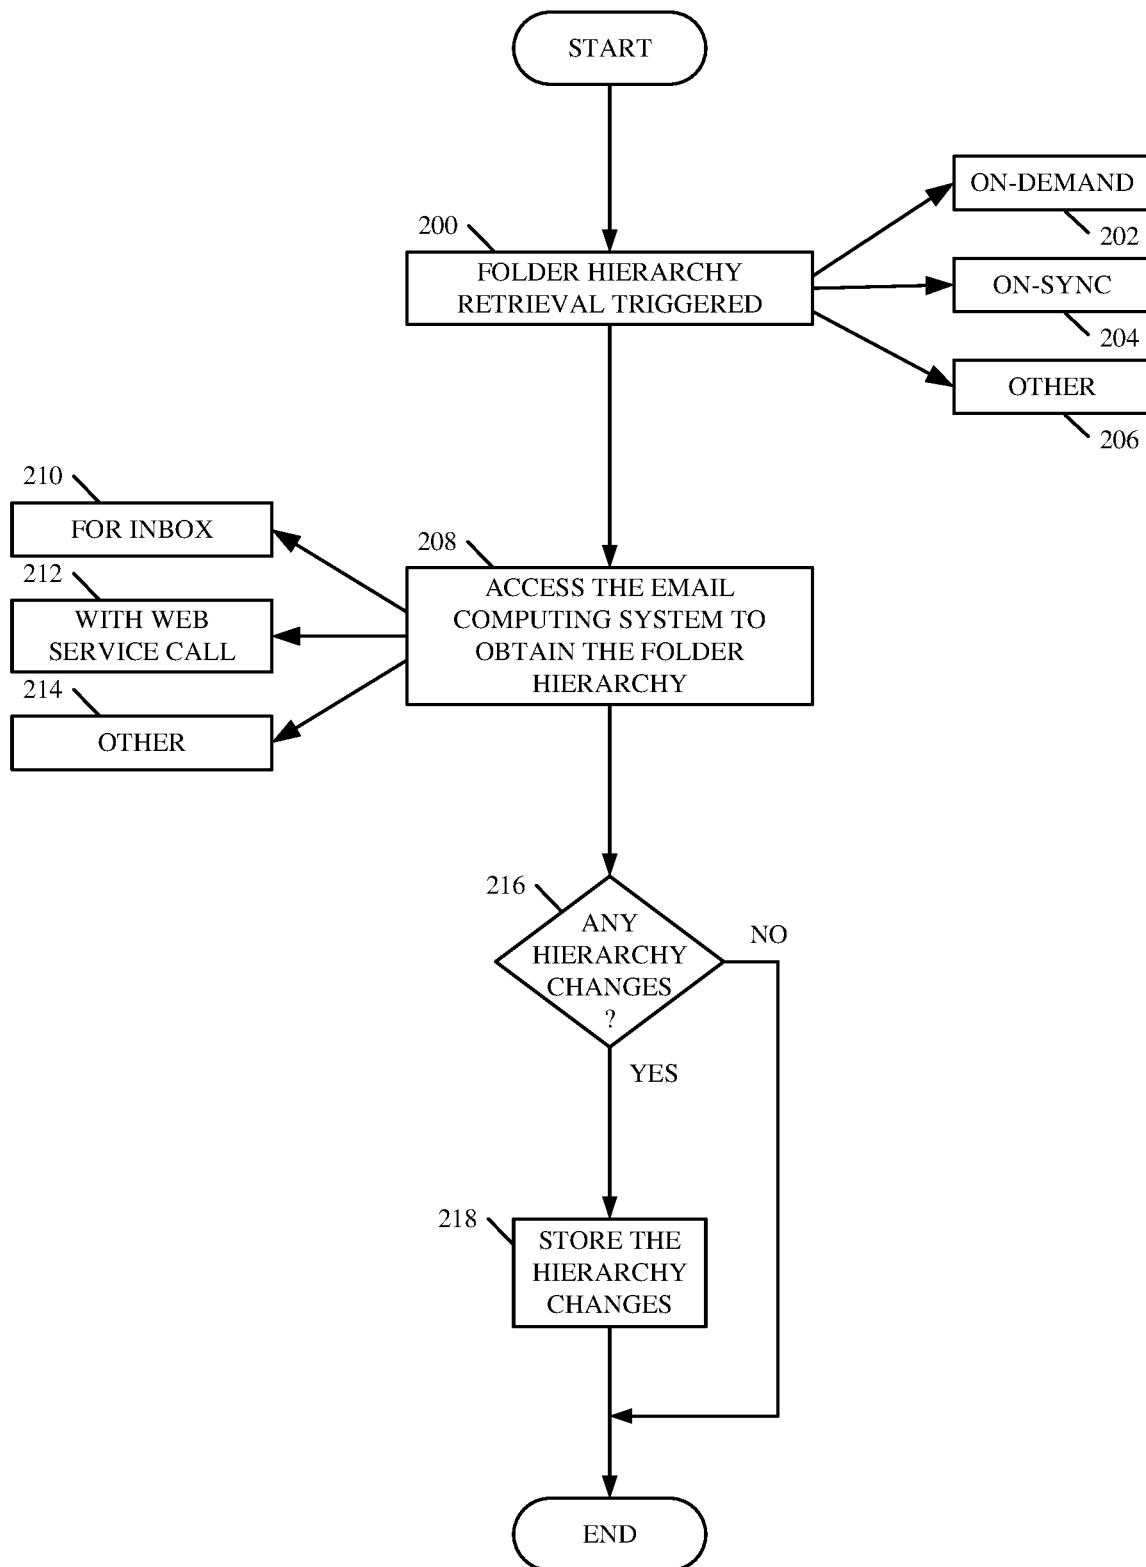 START
ON-DEMAND
202
200
FOLDER HIERARCHY
RETRIEVAL TRIGGERED
ON-SYNC
204
OTHER
206
210
FOR INBOX
208
ACCESS THE EMAIL
COMPUTING SYSTEM TO
OBTAIN THE FOLDER
HIERARCHY
212
WITH WEB
SERVICE CALL
214
OTHER
216
ANY
HIERARCHY
CHANGES
?
NO
YES
218
STORE THE
HIERARCHY
CHANGES
END